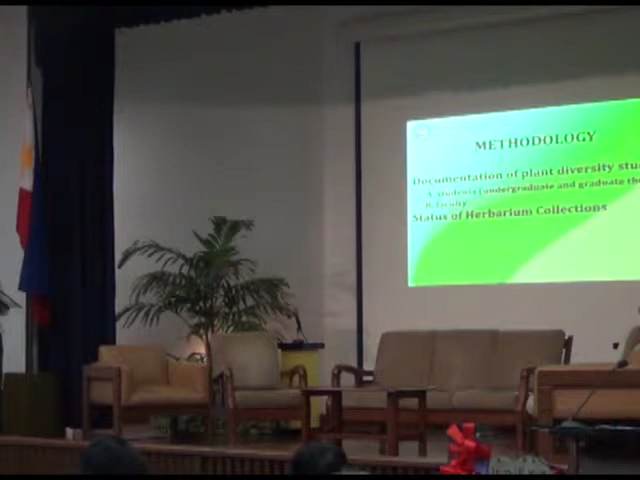 METHODOLOGY
Documentation of plant diversity stu
A. students (undergraduate and graduate the
B. faculty
Status of Herbarium Collections